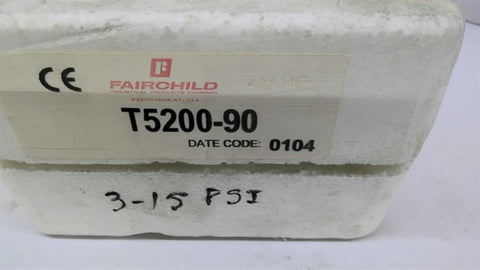 CE
FAIRCHILD
INDUSTRIAL PRODUCTS COMPANY
T5200-90
DATE CODE: 0104
3-15 PSI